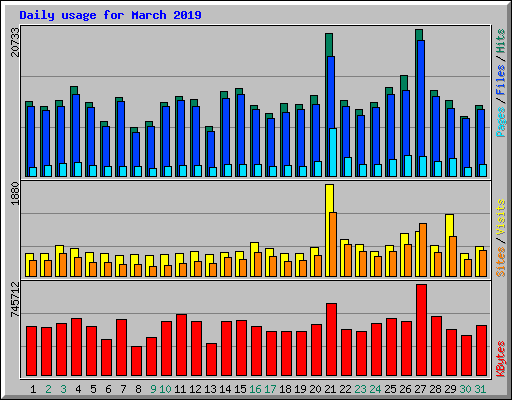 Daily usage for March 2019
20733
Pages / Files / Hits
1880
Sites / Visits
745712
KBytes
1 2 3 4 5 6 7 8 9 10 11 12 13 14 15 16 17 18 19 20 21 22 23 24 25 26 27 28 29 30 31